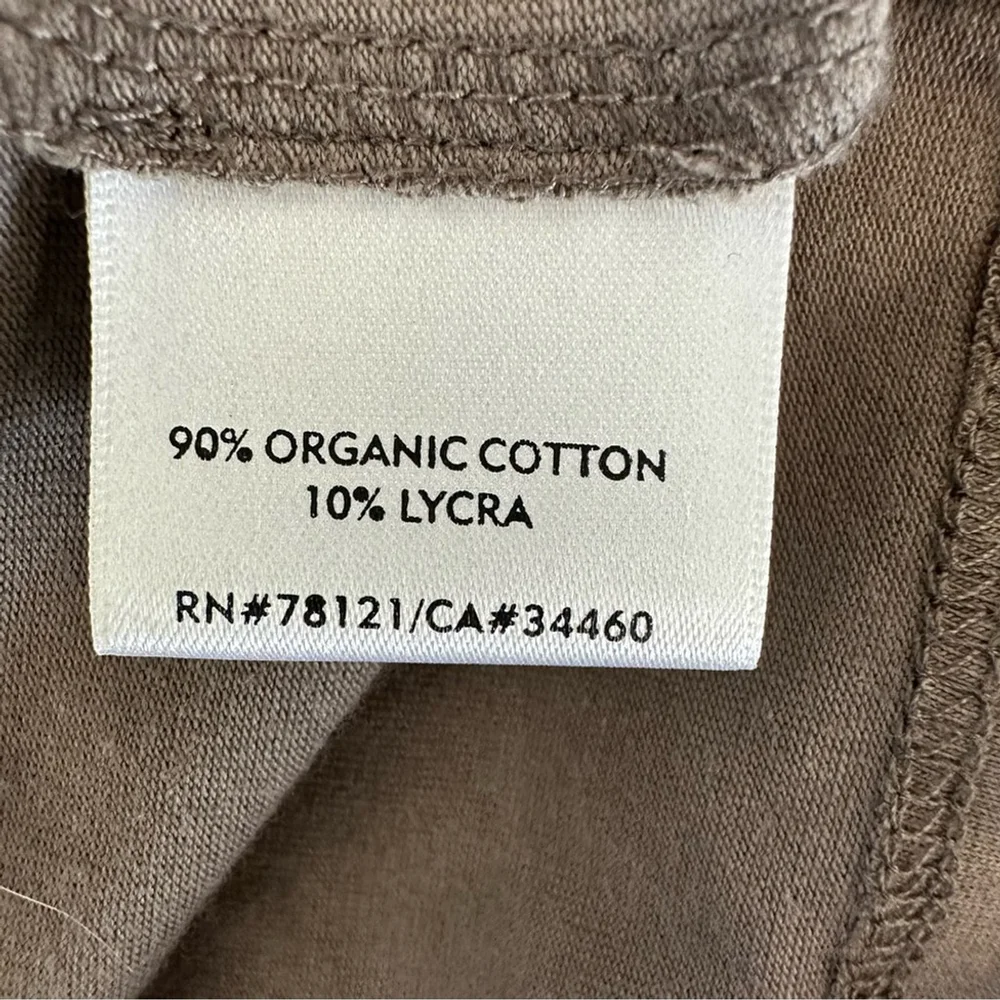 90% ORGANIC COTTON
10% LYCRA
RN#78121/CA#34460